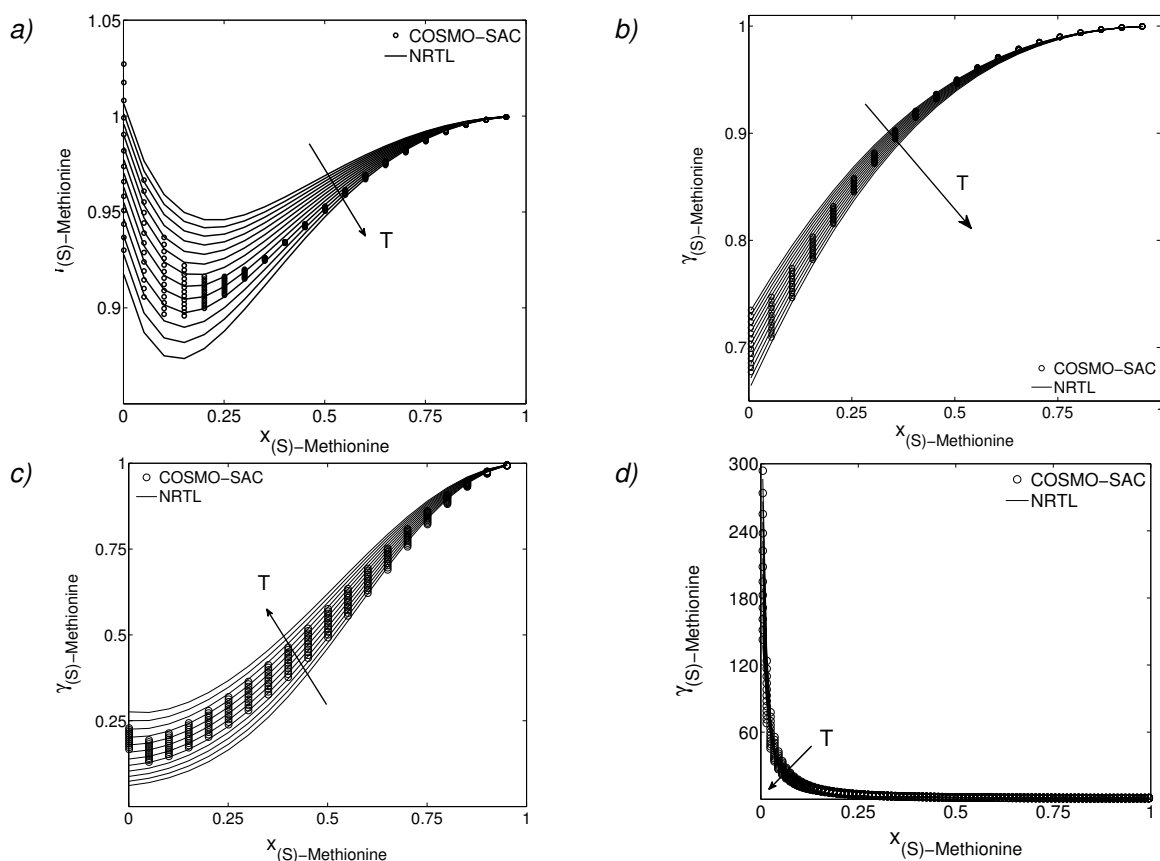 a)
1.05
COSMO-SAC
NRTL
1
0.95
0.9
(S)-Methionine
T
0
0.25
0.5
0.75
1
x(S)-Methionine
b)
1
0.9
0.8
0.7
γ(S)-Methionine
T
COSMO-SAC
NRTL
0
0.25
0.5
0.75
1
x(S)-Methionine
c)
1
COSMO-SAC
NRTL
0.75
0.5
0.25
γ(S)-Methionine
T
0
0.25
0.5
0.75
1
x(S)-Methionine
d)
300
COSMO-SAC
NRTL
240
180
120
60
γ(S)-Methionine
T
0
0.25
0.5
0.75
1
x(S)-Methionine